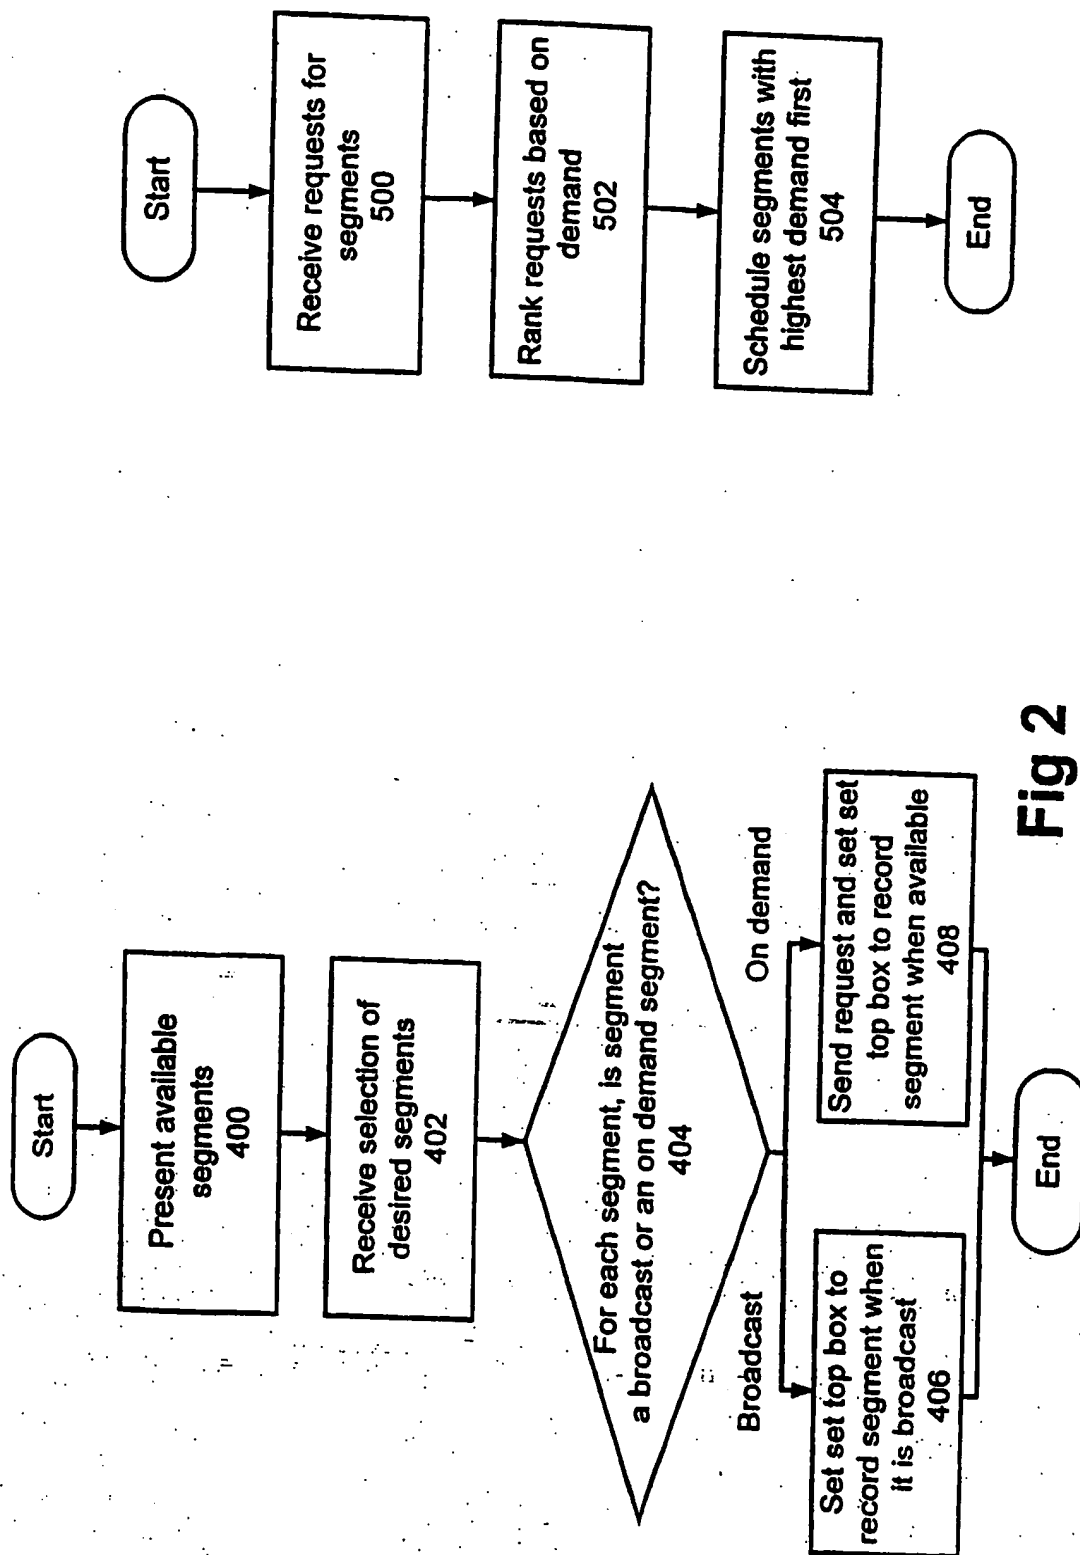 Start
Present available
segments
400
Receive selection of
desired segments
402
For each segment, is segment
a broadcast or an on demand segment?
404
Broadcast
On demand
Set set top box to
record segment when
it is broadcast
406
Send request and set set
top box to record
segment when available
408
End
Start
Receive requests for
segments
500
Rank requests based on
demand
502
Schedule segments with
highest demand first
504
End
Fig 2